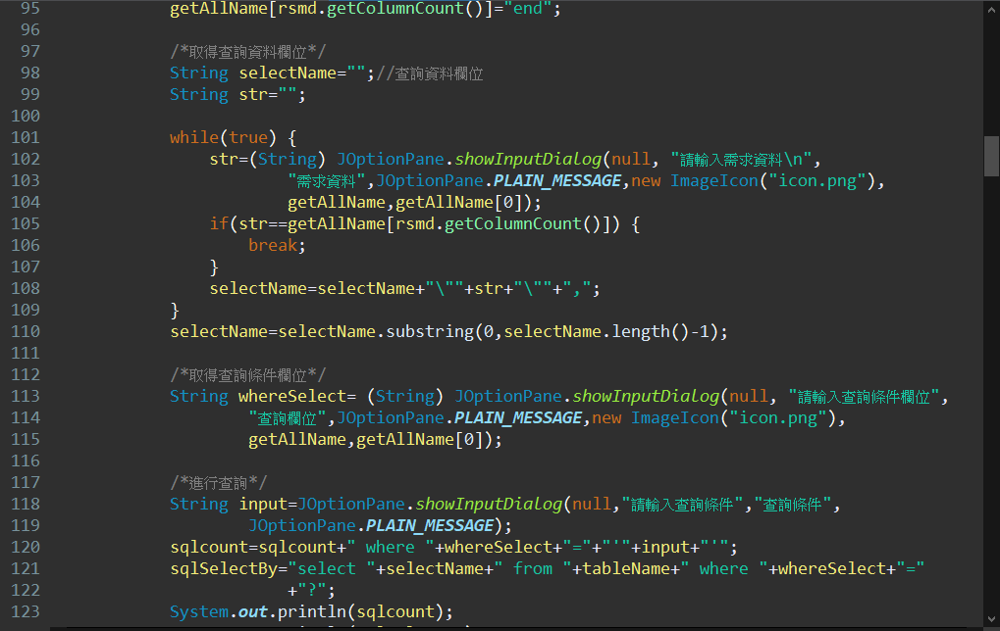 95 getAllName[rsmd.getColumnCount()]="end";
96
97 /*取得查詢資料欄位*/
98 String selectName="";//查詢資料欄位
99 String str="";
100
101 while(true) {
102 str=(String) JOptionPane.showInputDialog(null, "請輸入需求資料\n",
103 "需求資料",JOptionPane.PLAIN_MESSAGE,new ImageIcon("icon.png"),
104 getAllName,getAllName[0]);
105 if(str==getAllName[rsmd.getColumnCount()]) {
106 break;
107 }
108 selectName=selectName+"\""+str+"\""+",";
109 }
110 selectName=selectName.substring(0,selectName.length()-1);
111
112 /*取得查詢條件欄位*/
113 String whereSelect= (String) JOptionPane.showInputDialog(null, "請輸入查詢條件欄位",
114 "查詢欄位",JOptionPane.PLAIN_MESSAGE,new ImageIcon("icon.png"),
115 getAllName,getAllName[0]);
116
117 /*進行查詢*/
118 String input=JOptionPane.showInputDialog(null,"請輸入查詢條件","查詢條件",
119 JOptionPane.PLAIN_MESSAGE);
120 sqlcount=sqlcount+" where "+whereSelect+"="+"'"+input+"'";
121 sqlSelectBy="select "+selectName+" from "+tableName+" where "+whereSelect+"="
122 +"?";
123 System.out.println(sqlcount);